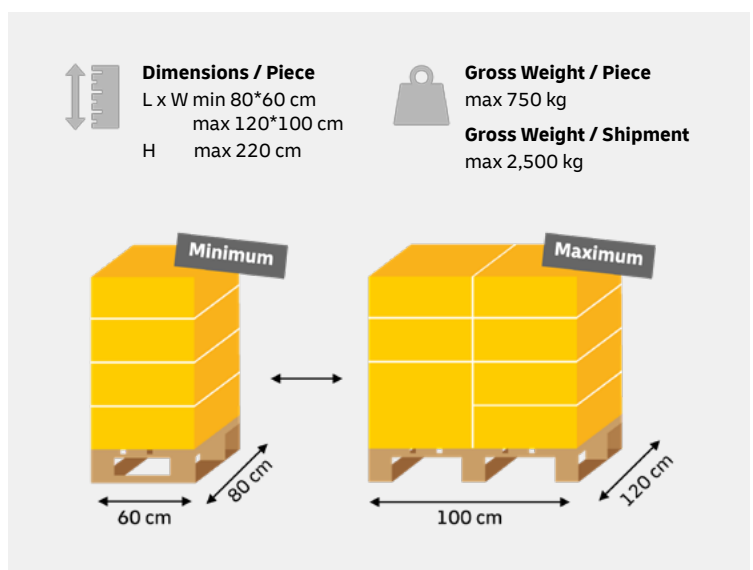 Dimensions / Piece
L x W min 80*60 cm
max 120*100 cm
H max 220 cm
Gross Weight / Piece
max 750 kg
Gross Weight / Shipment
max 2,500 kg
Minimum
Maximum
60 cm
80 cm
100 cm
120 cm